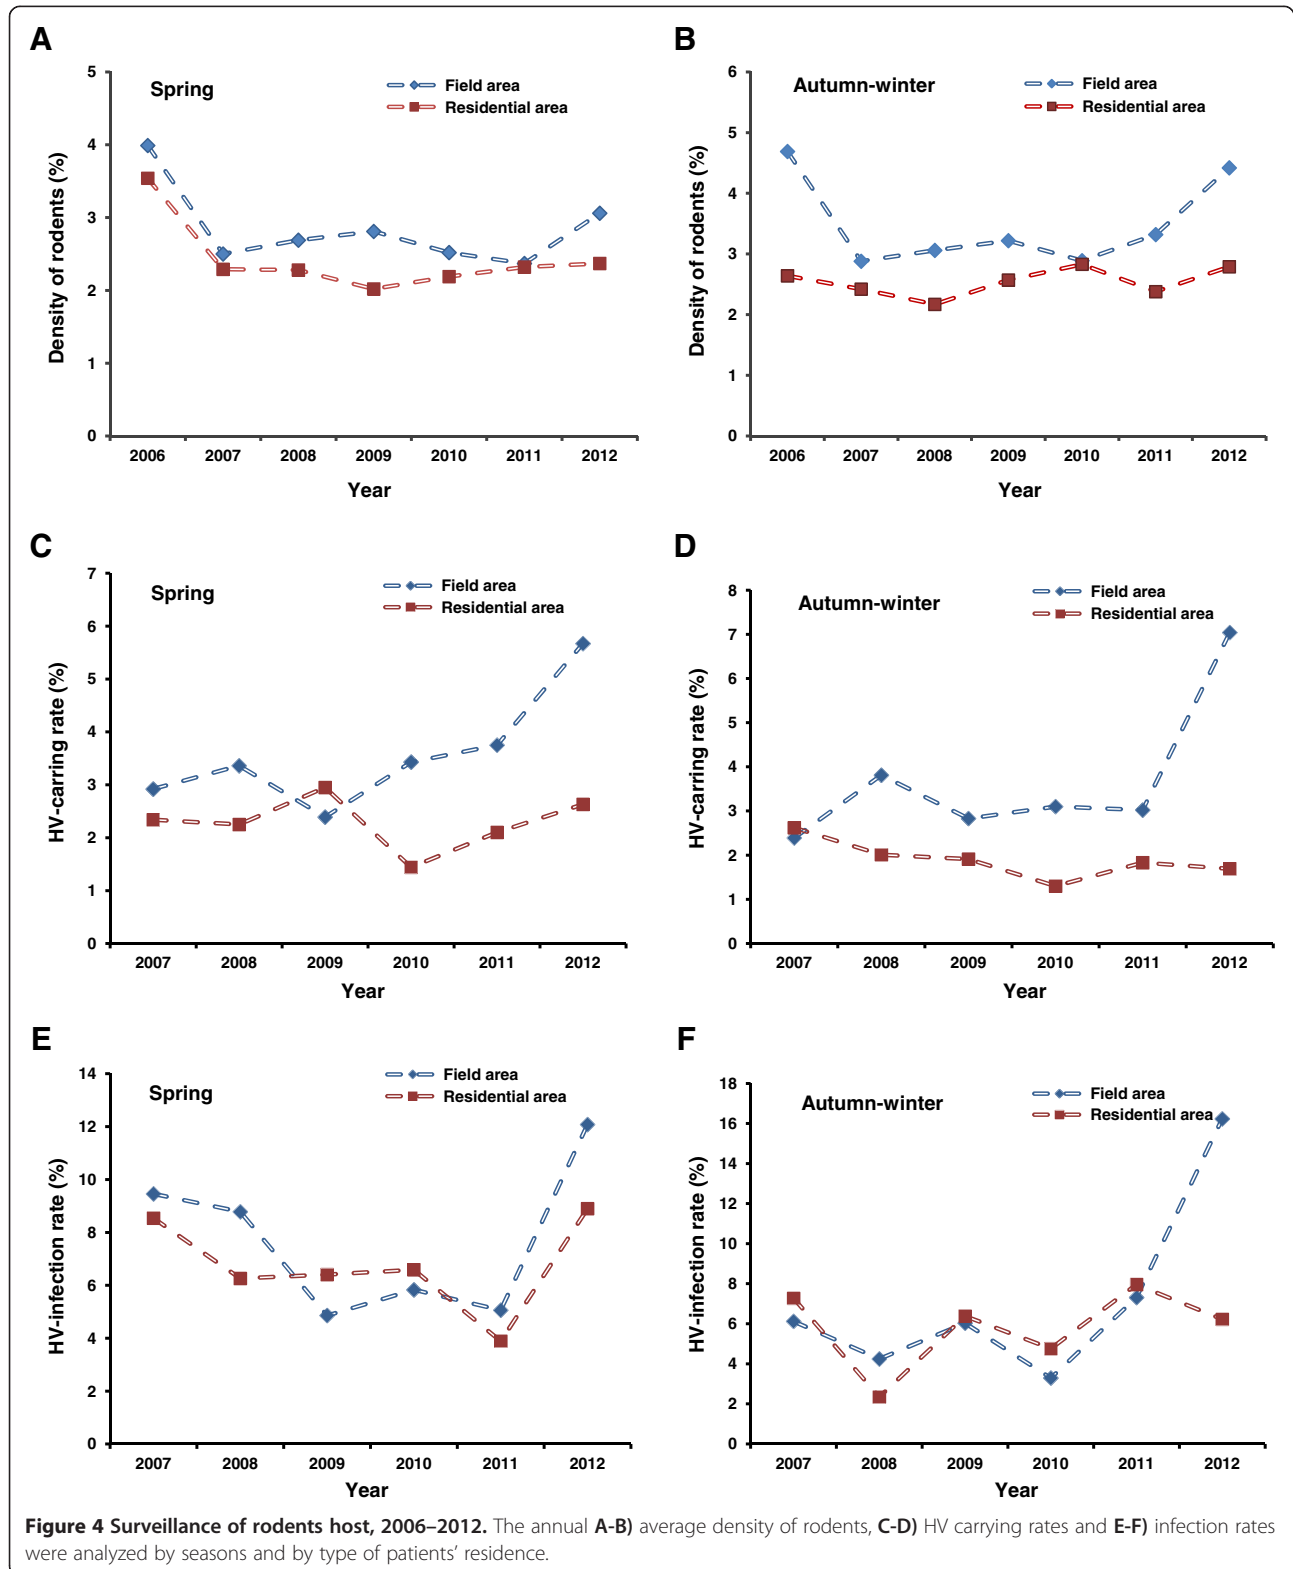 A
Spring
Field area
Residential area
5
4
3
2
1
0
Density of rodents (%)
2006 2007 2008 2009 2010 2011 2012
Year
B
Autumn-winter
Field area
Residential area
6
5
4
3
2
1
0
Density of rodents (%)
2006 2007 2008 2009 2010 2011 2012
Year
C
Spring
Field area
Residential area
7
6
5
4
3
2
1
0
HV-carring rate (%)
2007 2008 2009 2010 2011 2012
Year
D
Autumn-winter
Field area
Residential area
8
7
6
5
4
3
2
1
0
HV-carring rate (%)
2007 2008 2009 2010 2011 2012
Year
E
Spring
Field area
Residential area
14
12
10
8
6
4
2
0
HV-infection rate (%)
2007 2008 2009 2010 2011 2012
Year
F
Autumn-winter
Field area
Residential area
18
16
14
12
10
8
6
4
2
0
HV-infection rate (%)
2007 2008 2009 2010 2011 2012
Year
Figure 4 Surveillance of rodents host, 2006–2012. The annual A-B) average density of rodents, C-D) HV carrying rates and E-F) infection rates
were analyzed by seasons and by type of patients' residence.